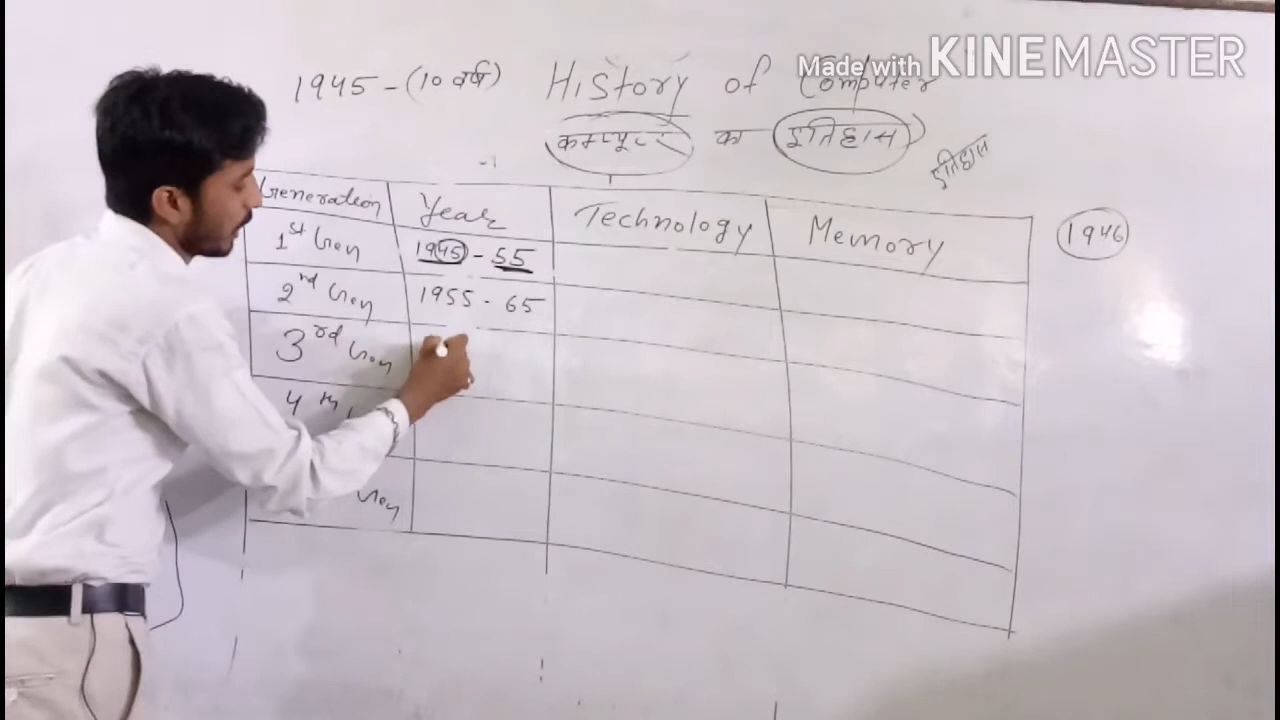 Made with KINEMASTER
1945 - (10 वर्ष) History of Computer
कम्प्यूटर का इतिहास
इतिहास
Generation Year Technology Memory
1946
1st Gen 1945 - 55
2nd Gen 1955 - 65
3rd Gen
4th
Gen